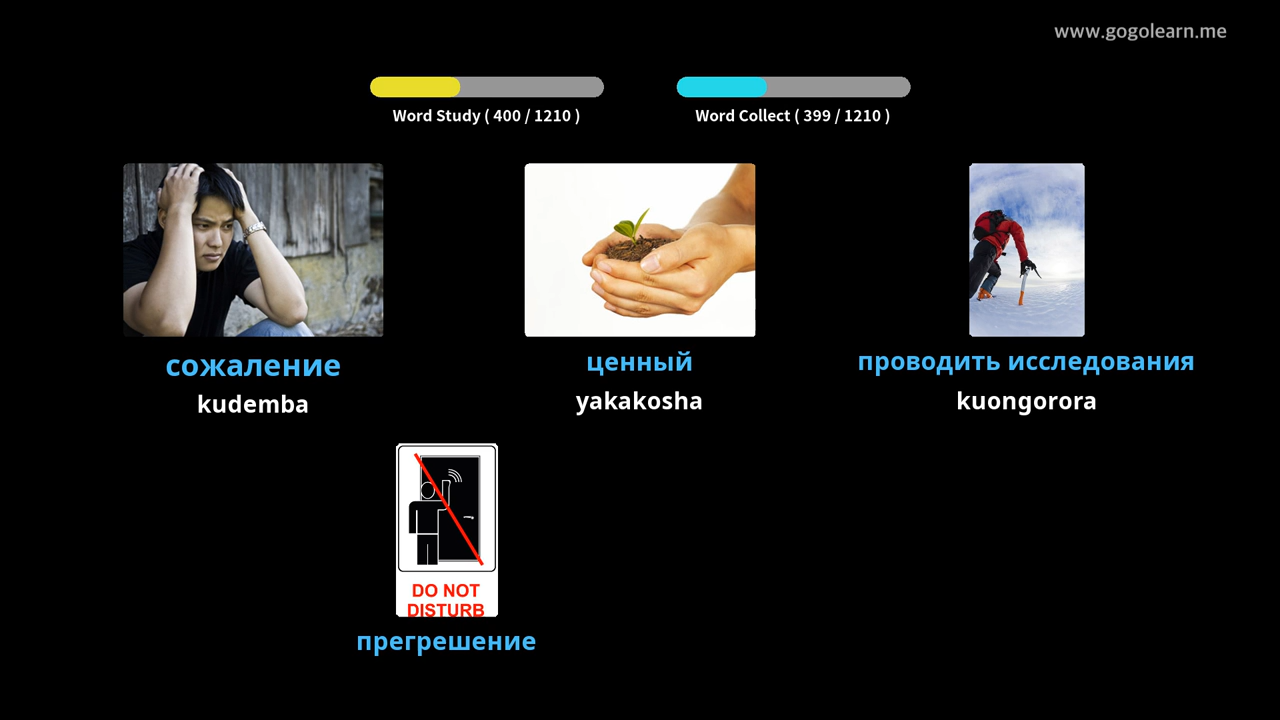 www.gogolearn.me
Word Study ( 400 / 1210 )
Word Collect ( 399 / 1210 )
сожаление
kudemba
ценный
yakakosha
проводить исследования
kuongorora
DO NOT
DISTURB
прегрешение